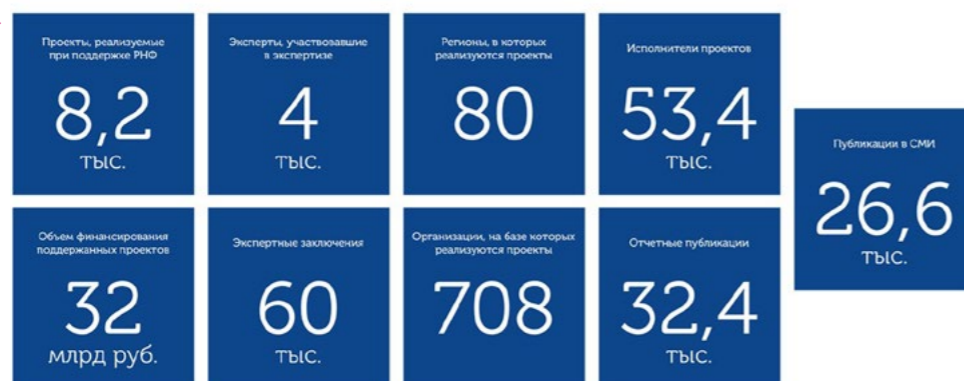 Проекты, реализуемые
при поддержке РНФ
8,2
тыс.
Эксперты, участвовавшие
в экспертизе
4
тыс.
Регионы, в которых
реализуются проекты
80
Исполнители проектов
53,4
тыс.
Публикации в СМИ
26,6
тыс.
Объем финансирования
поддержанных проектов
32
млрд руб.
Экспертные заключения
60
тыс.
Организации, на базе которых
реализуются проекты
708
Отчетные публикации
32,4
тыс.